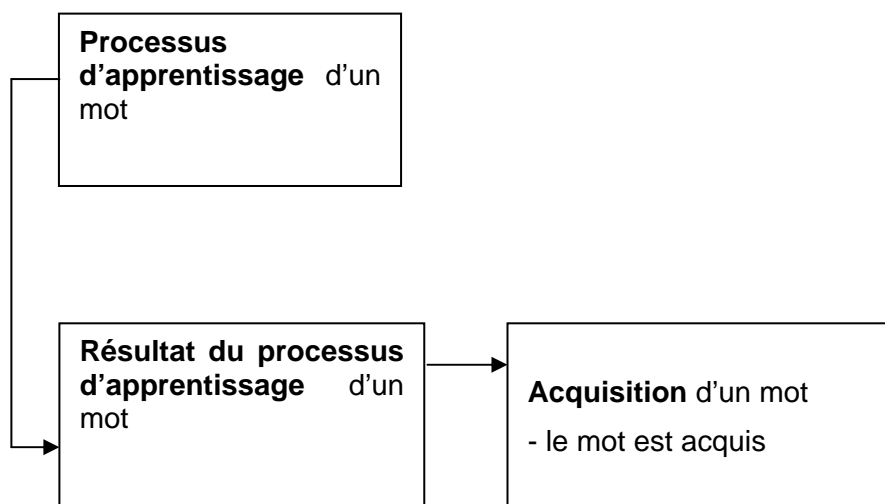 Processus
d’apprentissage d’un
mot
Résultat du processus
d’apprentissage d’un
mot
Acquisition d’un mot
- le mot est acquis